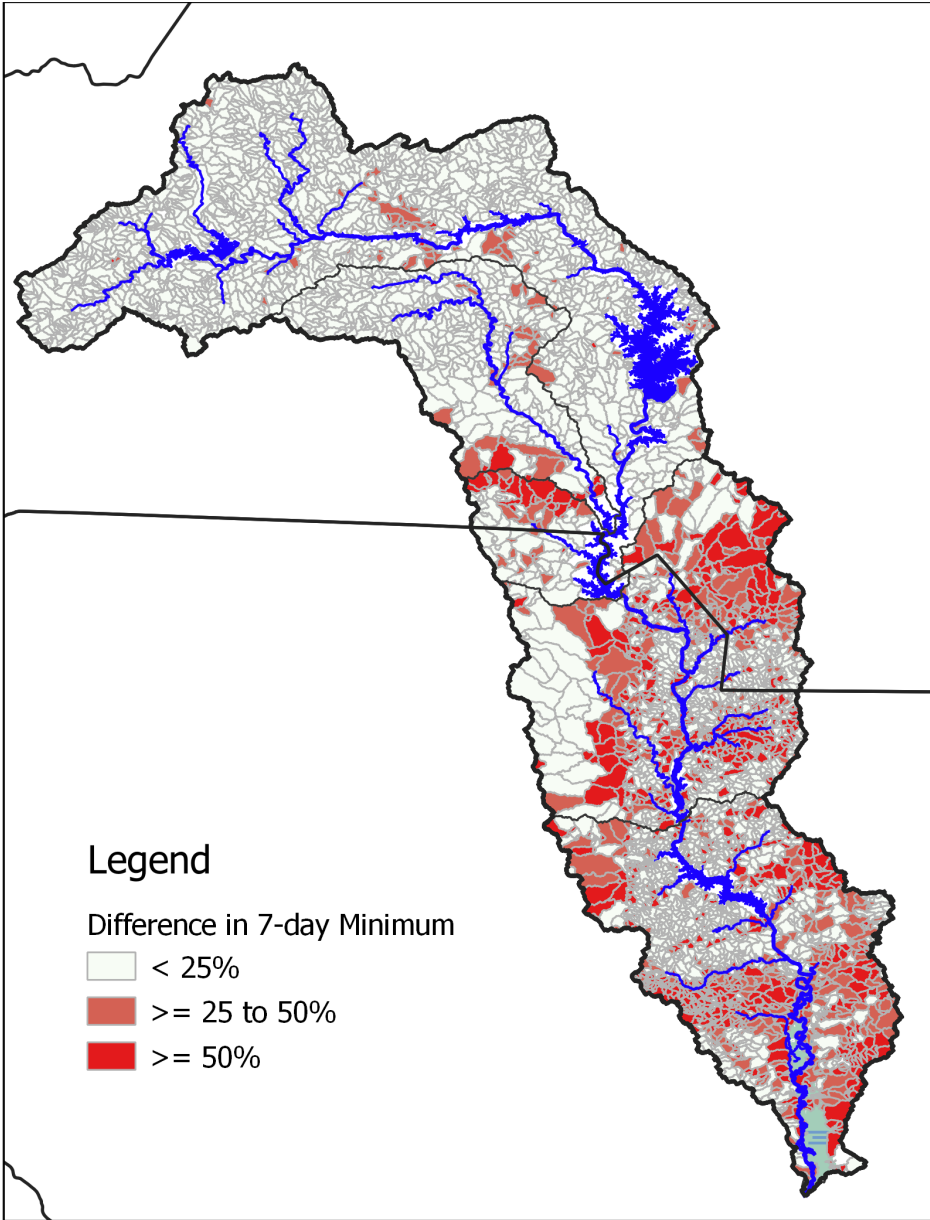 Legend
Difference in 7-day Minimum
< 25%
>= 25 to 50%
>= 50%